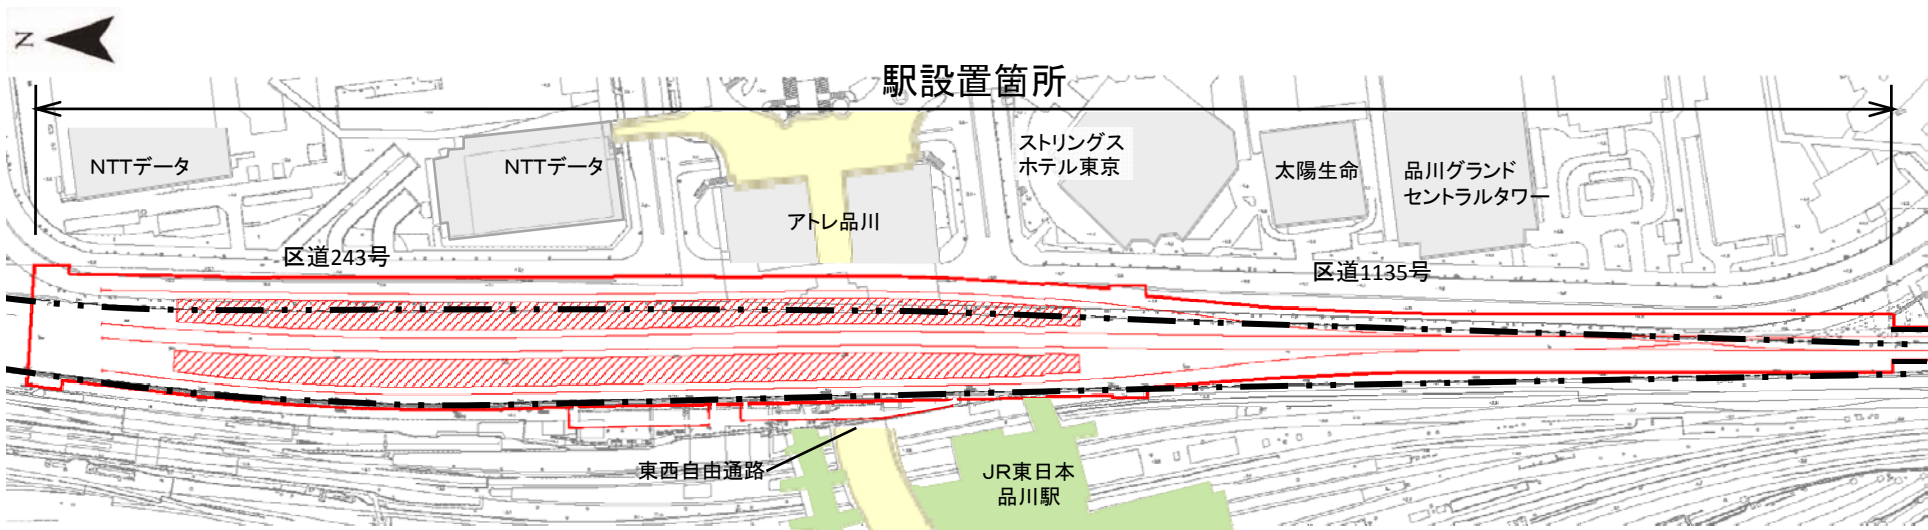 N
駅設置箇所
NTTデータ
NTTデータ
アトレ品川
ストリングス
ホテル東京
太陽生命
品川グランド
セントラルタワー
区道243号
区道1135号
東西自由通路
JR東日本
品川駅